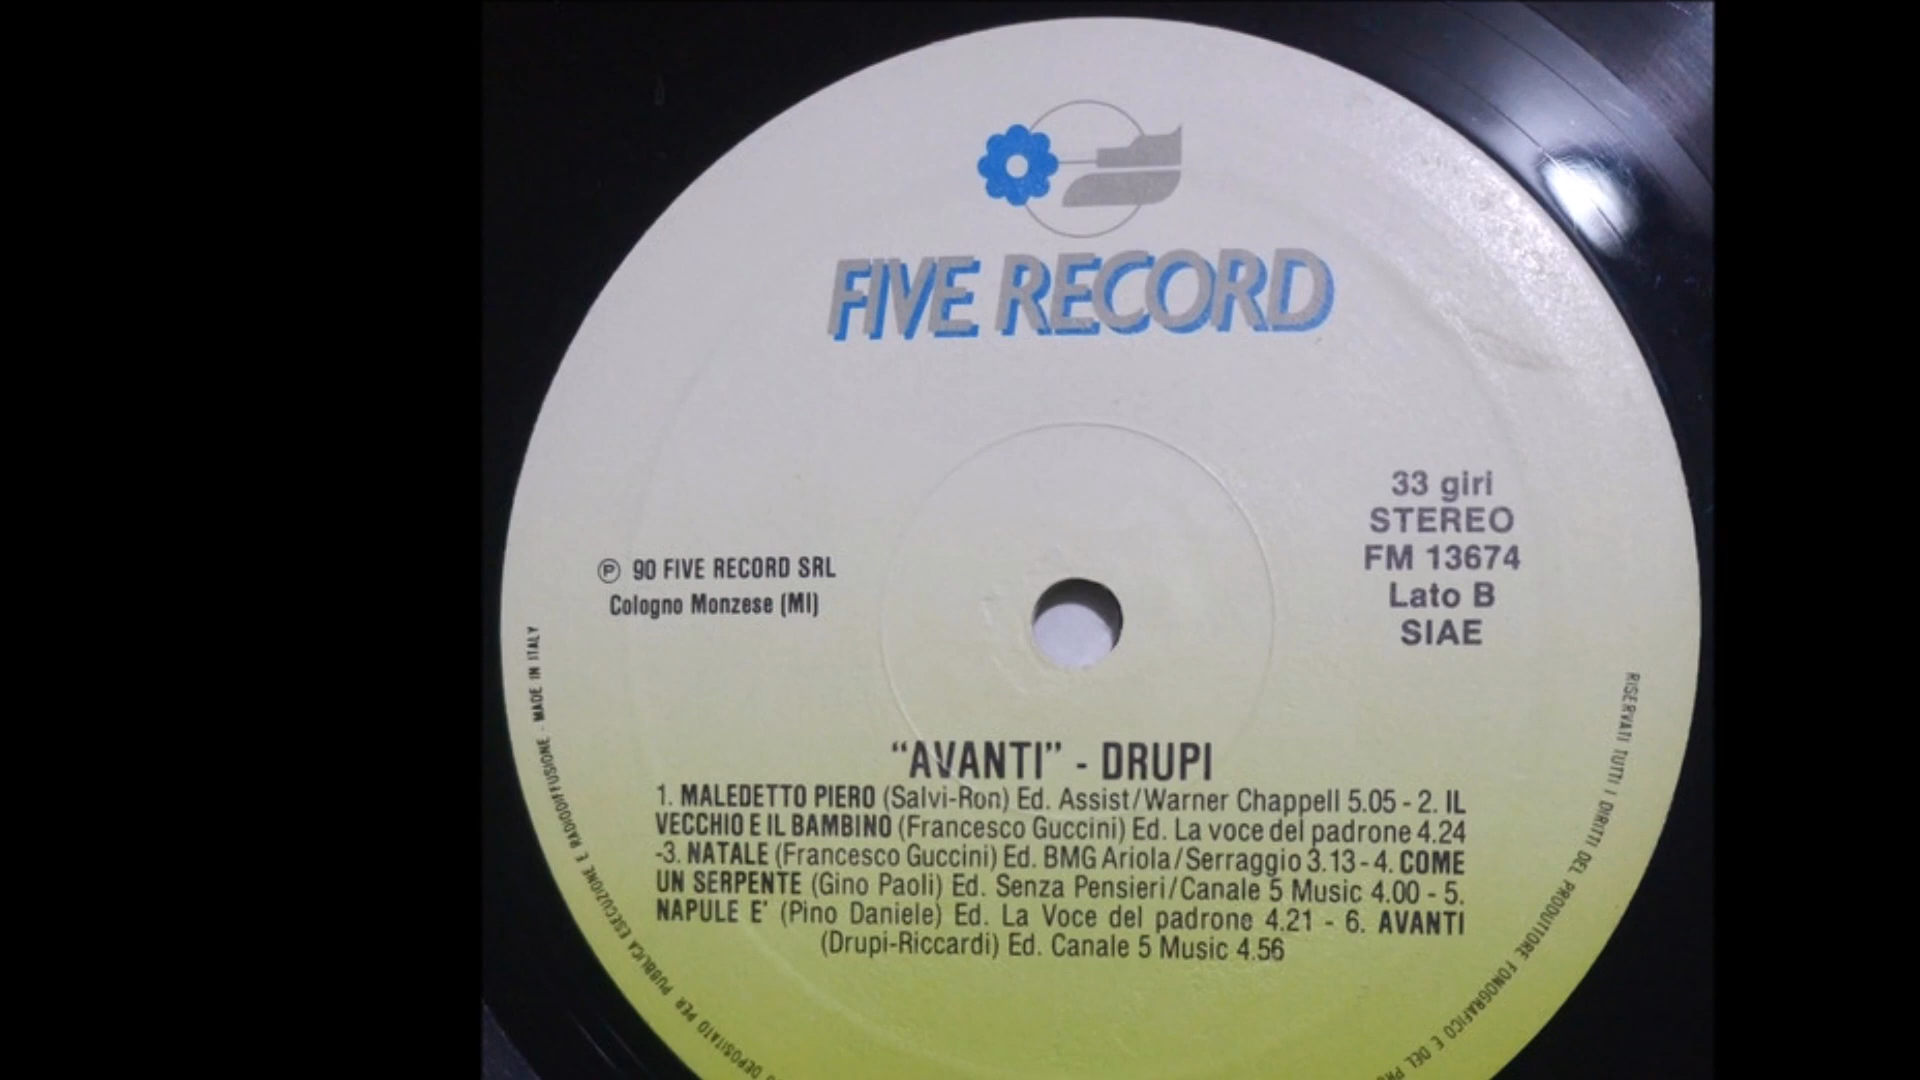 FIVE RECORD
33 giri
STEREO
FM 13674
Lato B
SIAE
℗ 90 FIVE RECORD SRL
Cologno Monzese (MI)
"AVANTI" - DRUPI
1. MALEDETTO PIERO (Salvi-Ron) Ed. Assist/Warner Chappell 5.05 - 2. IL
VECCHIO E IL BAMBINO (Francesco Guccini) Ed. La voce del padrone 4.24
-3. NATALE (Francesco Guccini) Ed. BMG Ariola/Serraggio 3.13 - 4. COME
UN SERPENTE (Gino Paoli) Ed. Senza Pensieri/Canale 5 Music 4.00 - 5.
NAPULE E' (Pino Daniele) Ed. La Voce del padrone 4.21 - 6. AVANTI
(Drupi-Riccardi) Ed. Canale 5 Music 4.56
RISERVATI TUTTI I DIRITTI DEL PRODUTTORE FONOGRAFICO E DEL
DEPOSITATO PER PUBBLICA ESECUZIONE E RADIODIFFUSIONE - MADE IN ITALY